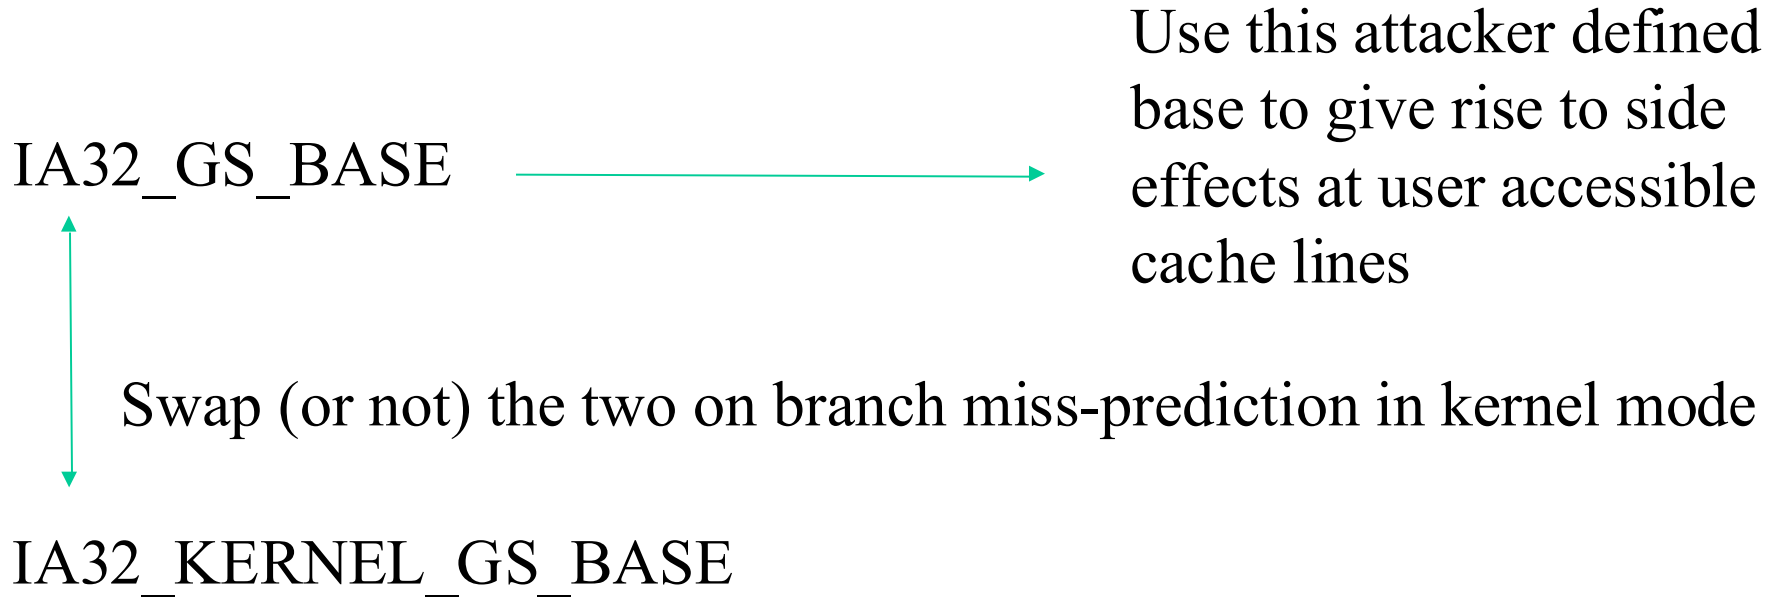 Use this attacker defined
base to give rise to side
effects at user accessible
cache lines
IA32_GS_BASE
Swap (or not) the two on branch miss-prediction in kernel mode
IA32_KERNEL_GS_BASE